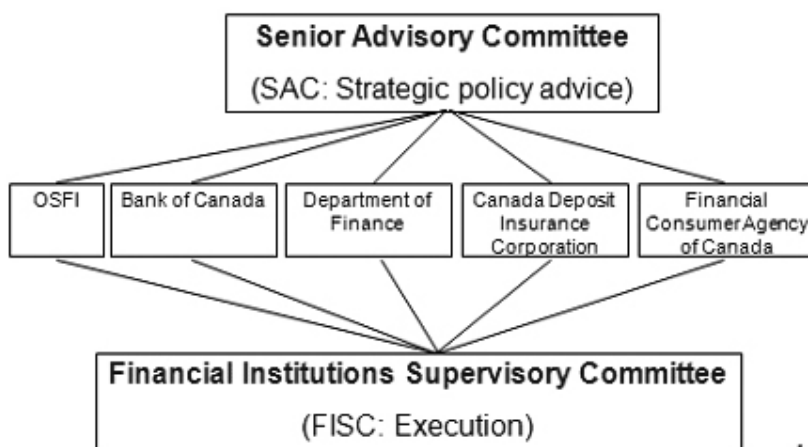 Senior Advisory Committee
(SAC: Strategic policy advice)
OSFI
Bank of Canada
Department of
Finance
Canada Deposit
Insurance
Corporation
Financial
Consumer Agency
of Canada
Financial Institutions Supervisory Committee
(FISC: Execution)